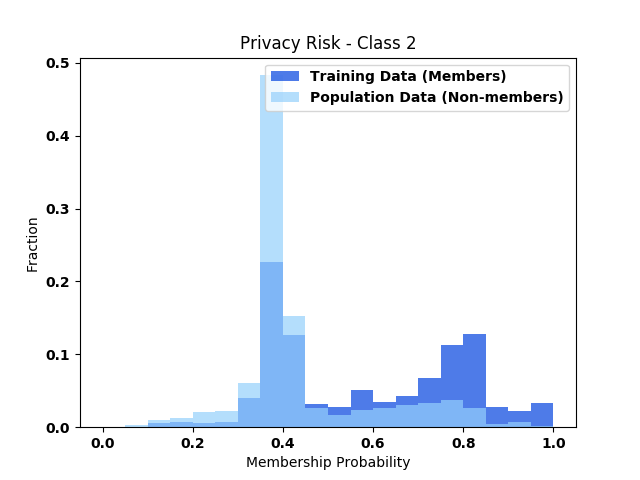 Privacy Risk - Class 2
Training Data (Members)
Population Data (Non-members)
Fraction
0.5
0.4
0.3
0.2
0.1
0.0
0.0 0.2 0.4 0.6 0.8 1.0
Membership Probability